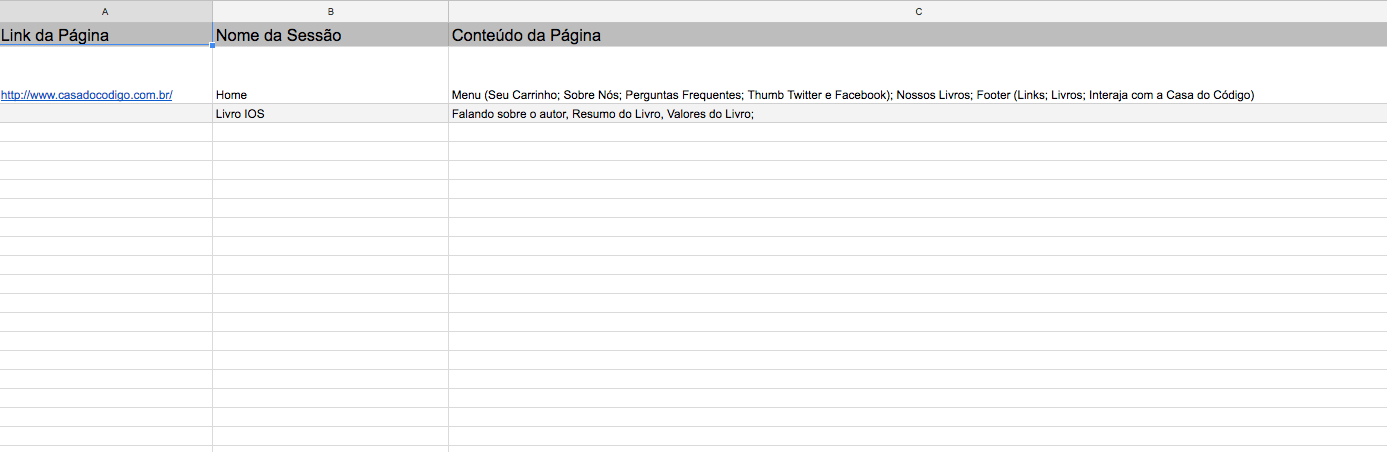 A B C
Link da Página Nome da Sessão Conteúdo da Página
http://www.casadocodigo.com.br/ Home Menu (Seu Carrinho; Sobre Nós; Perguntas Frequentes; Thumb Twitter e Facebook); Nossos Livros; Footer (Links; Livros; Interaja com a Casa do Código)
Livro IOS Falando sobre o autor, Resumo do Livro, Valores do Livro;